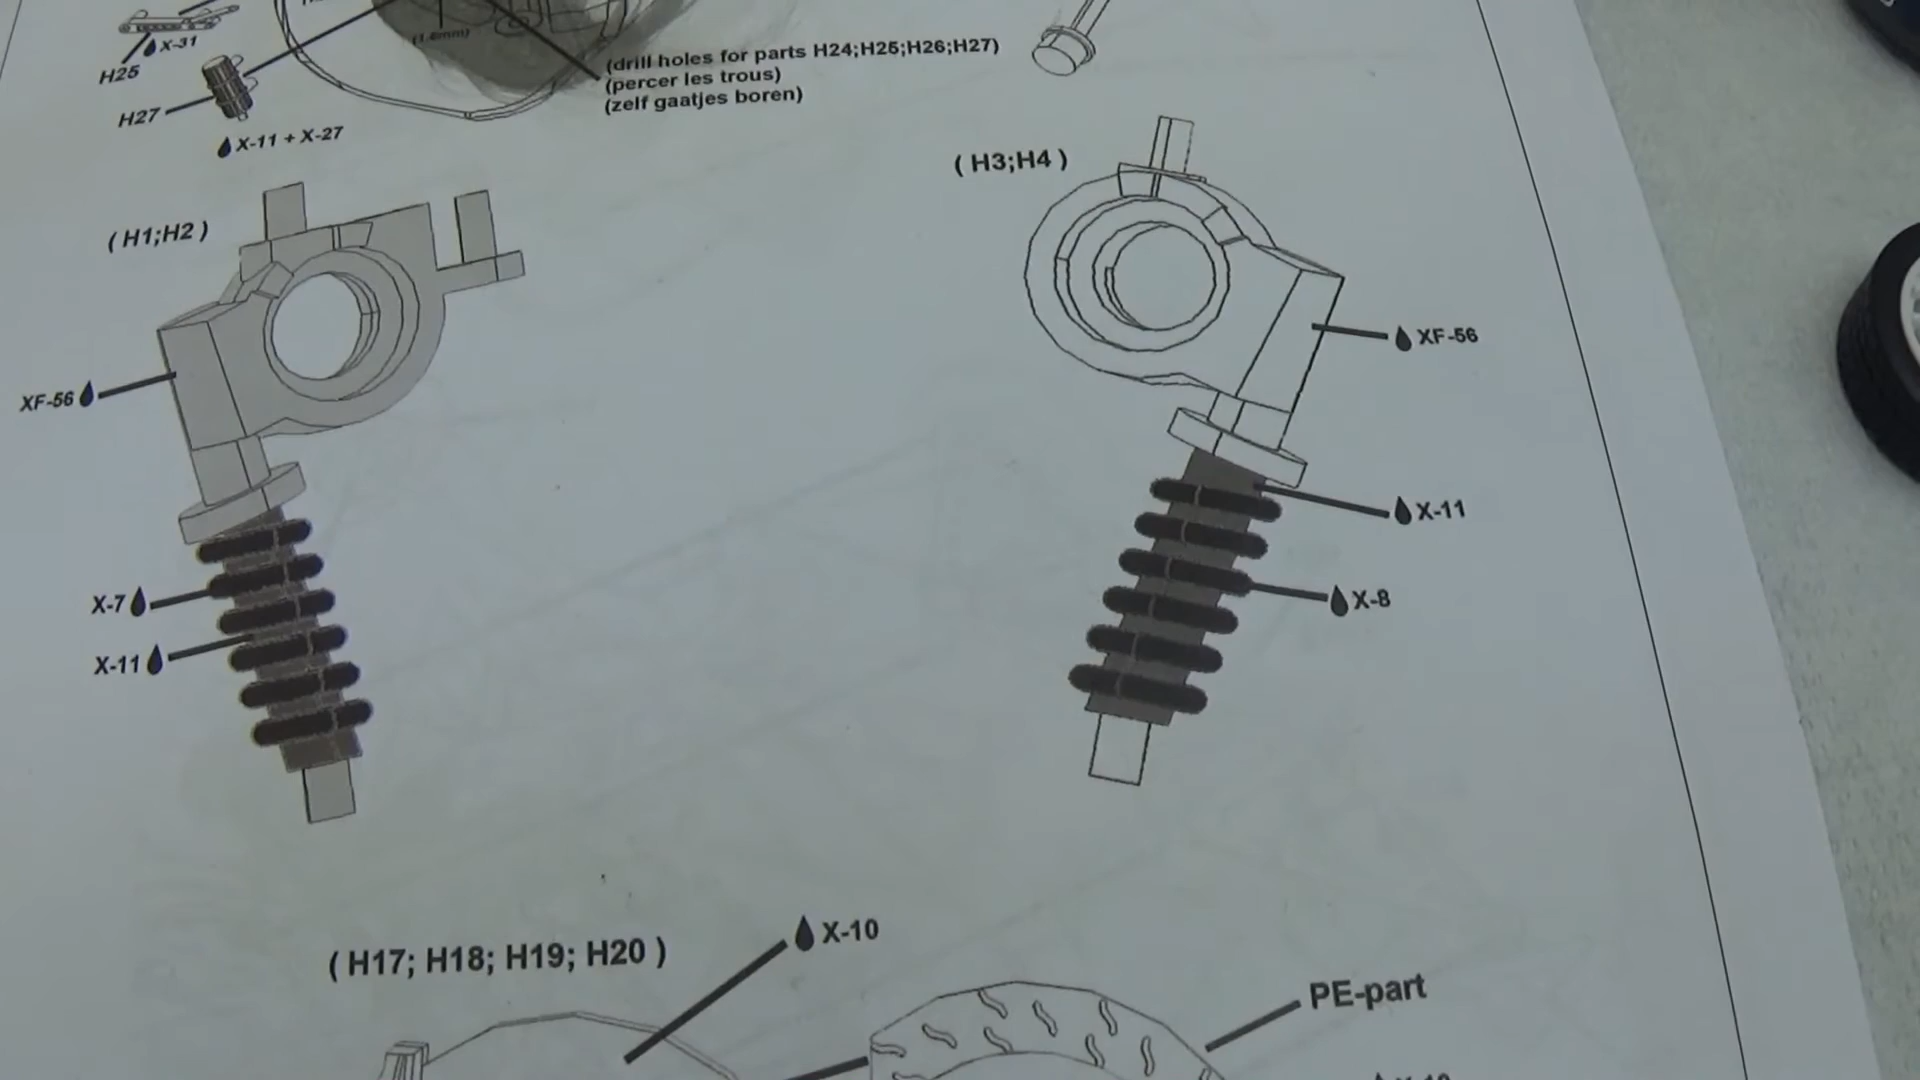 X-31
H25
H27
X-11 + X-27
(1.6mm)
(drill holes for parts H24;H25;H26;H27)
(percer les trous)
(zelf gaatjes boren)
( H1;H2 )
XF-56
X-7
X-11
( H3;H4 )
XF-56
X-11
X-8
( H17; H18; H19; H20 )
X-10
PE-part